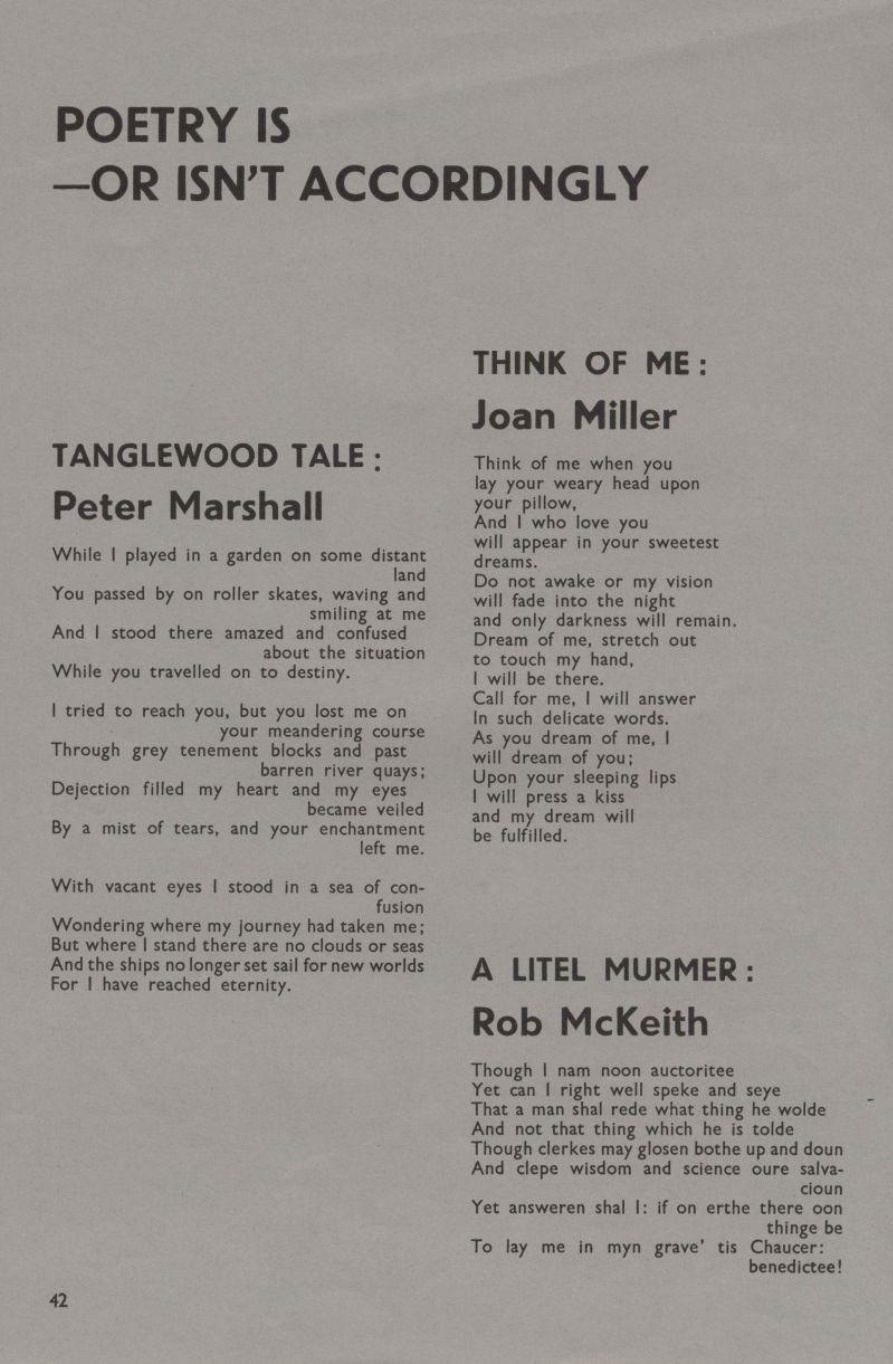 POETRY IS
—OR ISN'T ACCORDINGLY
TANGLEWOOD TALE :
Peter Marshall
While I played in a garden on some distant
land
You passed by on roller skates, waving and
smiling at me
And I stood there amazed and confused
about the situation
While you travelled on to destiny.
I tried to reach you, but you lost me on
your meandering course
Through grey tenement blocks and past
barren river quays;
Dejection filled my heart and my eyes
became veiled
By a mist of tears, and your enchantment
left me.
With vacant eyes I stood in a sea of con-
fusion
Wondering where my journey had taken me;
But where I stand there are no clouds or seas
And the ships no longer set sail for new worlds
For I have reached eternity.
THINK OF ME :
Joan Miller
Think of me when you
lay your weary head upon
your pillow,
And I who love you
will appear in your sweetest
dreams.
Do not awake or my vision
will fade into the night
and only darkness will remain.
Dream of me, stretch out
to touch my hand,
I will be there.
Call for me, I will answer
In such delicate words.
As you dream of me, I
will dream of you;
Upon your sleeping lips
I will press a kiss
and my dream will
be fulfilled.
A LITEL MURMER :
Rob McKeith
Though I nam noon auctoritee
Yet can I right well speke and seye
That a man shal rede what thing he wolde
And not that thing which he is tolde
Though clerkes may glosen bothe up and doun
And clepe wisdom and science oure salva-
cioun
Yet answeren shal I: if on erthe there oon
thinge be
To lay me in myn grave' tis Chaucer:
benedictee!
42